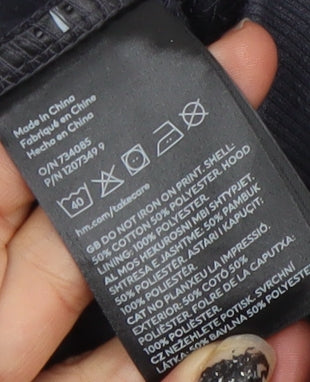 Made in China
Fabriqué en Chine
Hecho en China
O/N 734085
P/N 1207349 9
40
hm.com/takecare
GB DO NOT IRON ON PRINT. SHELL:
50% COTTON 50% POLYESTER. HOOD
LINING: 100% POLYESTER.
AL MOS HEKUROSNI MBI SHTYPJET.
SHTRESA E JASHTME: 50% PAMBUK
50% POLIESTER. ASTARI I KAPUÇIT:
100% POLIESTER.
CAT NO PLANXEU LA IMPRESSIÓ.
EXTERIOR: 50% COTÓ 50%
POLIÈSTER. FOLRE DE LA CAPUTXA:
100% POLIÈSTER.
CZ NEŽEHLETE POTISK. SVRCHNÍ
LÁTKA: 50% BAVLNA 50% POLYESTER